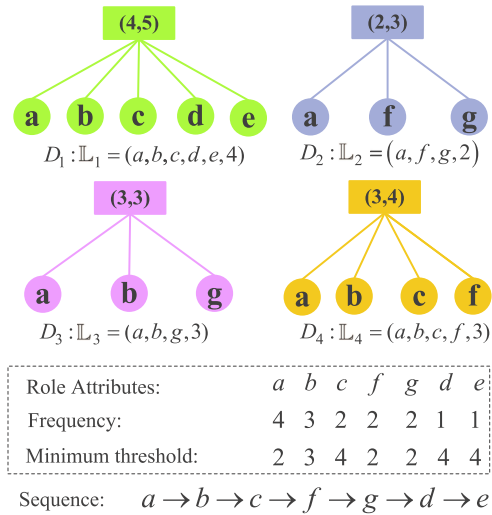 (4,5) (2,3)
a b c d e a f g
D₁ : 𝕃₁ = (a,b,c,d,e,4) D₂ : 𝕃₂ = (a,f,g,2)
(3,3) (3,4)
a b g a b c f
D₃ : 𝕃₃ = (a,b,g,3) D₄ : 𝕃₄ = (a,b,c,f,3)
Role Attributes: a b c f g d e
Frequency: 4 3 2 2 2 1 1
Minimum threshold: 2 3 4 2 2 4 4
Sequence: a → b → c → f → g → d → e